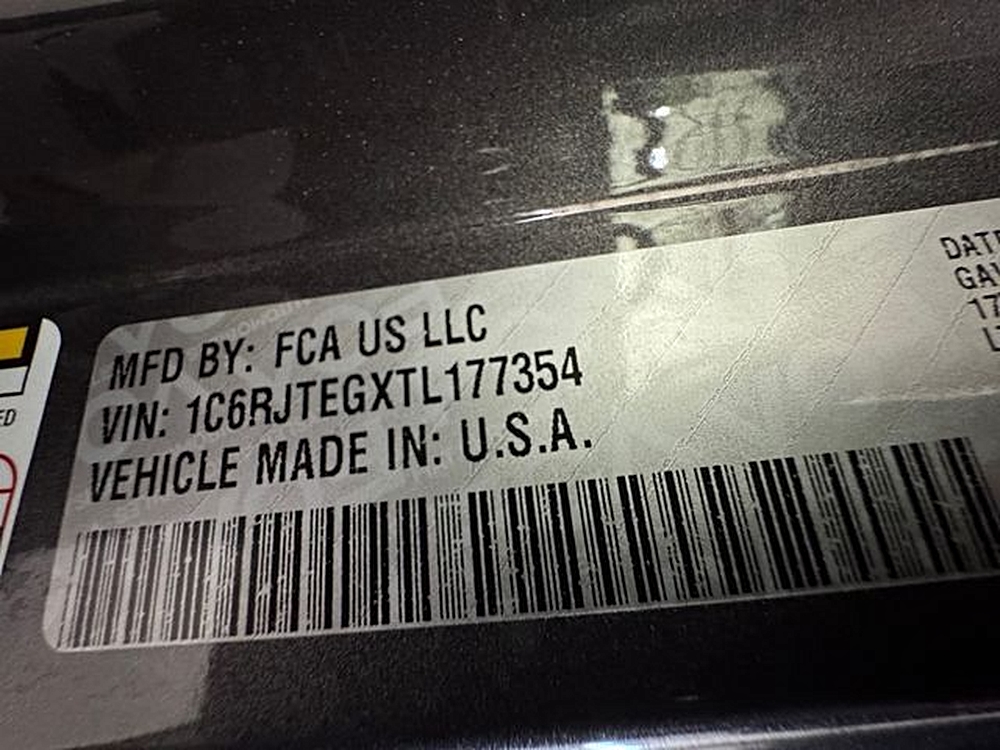 MFD BY: FCA US LLC
VIN: 1C6RJTEGXTL177354
VEHICLE MADE IN: U.S.A.